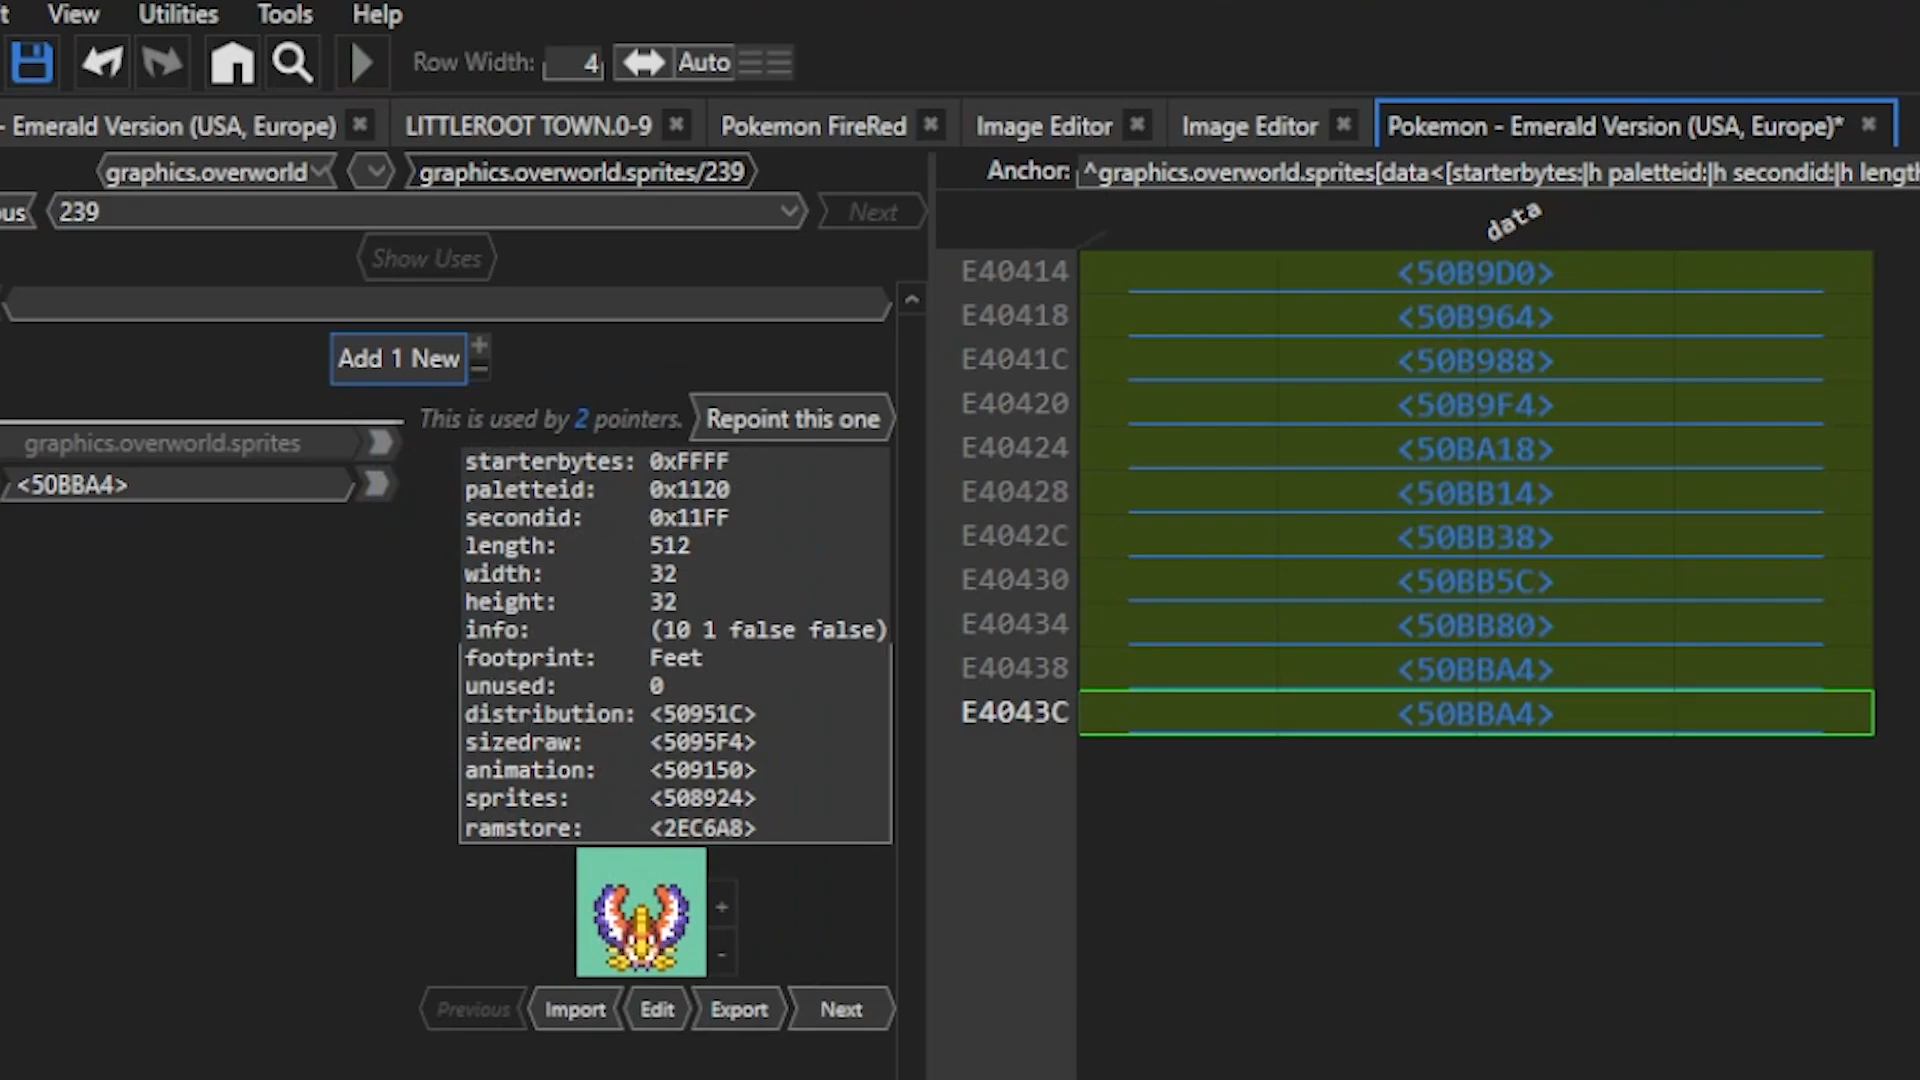 View Utilities Tools Help
Row Width: 4 Auto
- Emerald Version (USA, Europe) LITTLEROOT TOWN.0-9 Pokemon FireRed Image Editor Image Editor Pokemon - Emerald Version (USA, Europe)*
graphics.overworld graphics.overworld.sprites/239
Anchor: ^graphics.overworld.sprites[data<[starterbytes:|h paletteid:|h secondid:|h length
239 Next
Show Uses
Add 1 New
This is used by 2 pointers. Repoint this one
graphics.overworld.sprites
<50BBA4>
starterbytes: 0xFFFF
paletteid: 0x1120
secondid: 0x11FF
length: 512
width: 32
height: 32
info: (10 1 false false)
footprint: Feet
unused: 0
distribution: <50951C>
sizedraw: <5095F4>
animation: <509150>
sprites: <508924>
ramstore: <2EC6A8>
+
-
Previous Import Edit Export Next
data
E40414 <50B9D0>
E40418 <50B964>
E4041C <50B988>
E40420 <50B9F4>
E40424 <50BA18>
E40428 <50BB14>
E4042C <50BB38>
E40430 <50BB5C>
E40434 <50BB80>
E40438 <50BBA4>
E4043C <50BBA4>